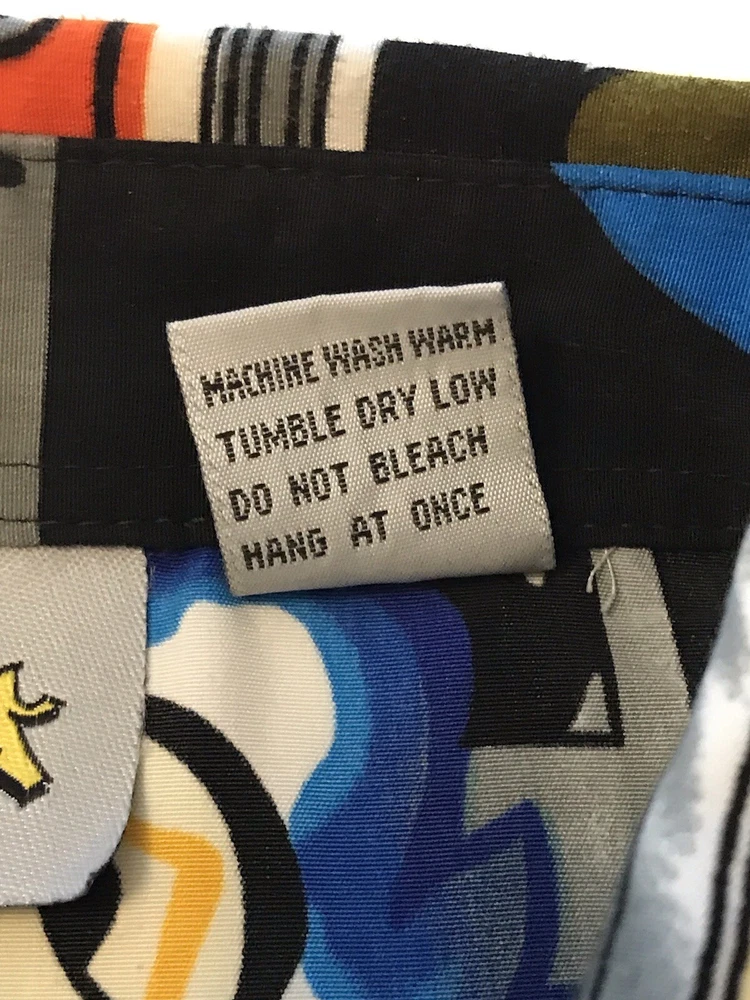 MACHINE WASH WARM
TUMBLE DRY LOW
DO NOT BLEACH
HANG AT ONCE